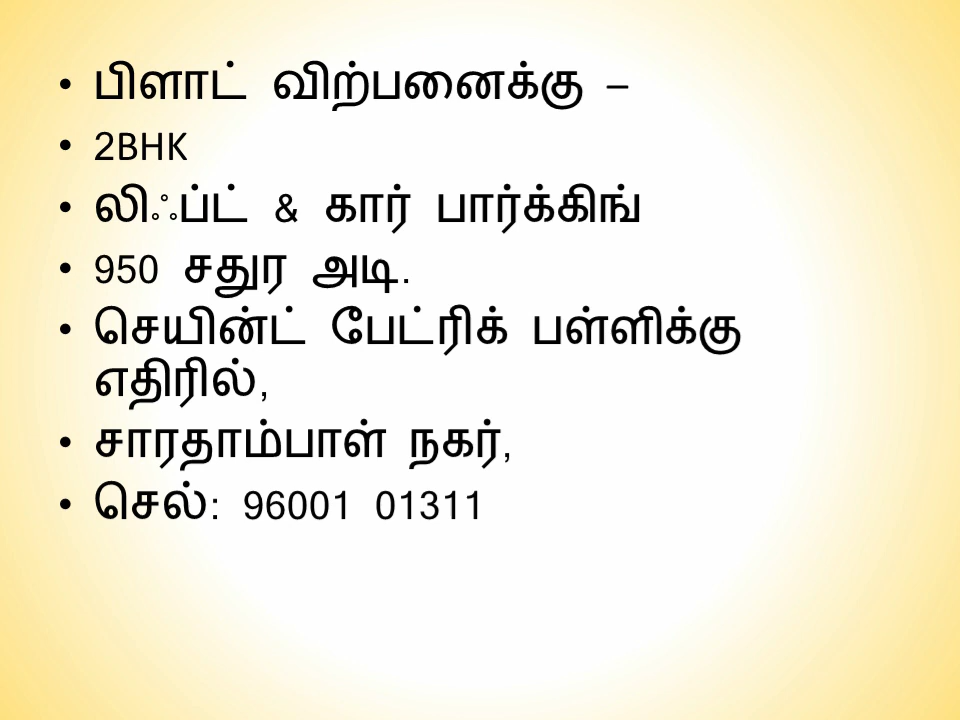 • பிளாட் விற்பனைக்கு –
• 2BHK
• லிஃப்ட் & கார் பார்க்கிங்
• 950 சதுர அடி.
• செயின்ட் பேட்ரிக் பள்ளிக்கு
எதிரில்,
• சாரதாம்பாள் நகர்,
• செல்: 96001 01311